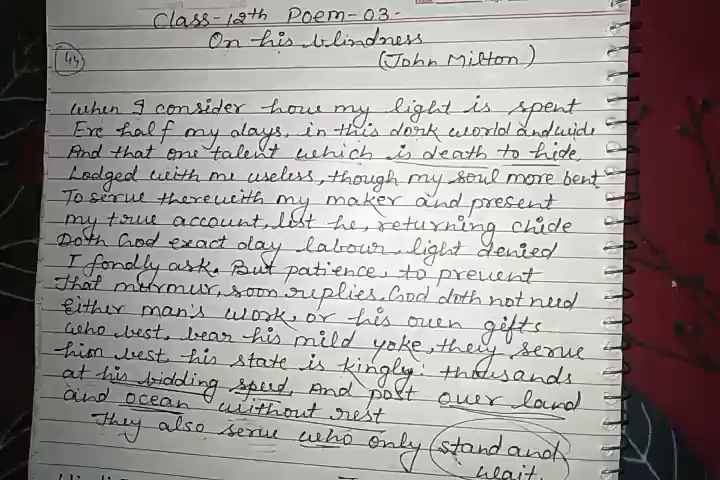 Class-12th Poem-03.
On his blindness
44
(John Milton)
when I consider how my light is spent
Ere half my days, in this dark world and wide
And that one talent which is death to hide,
Lodged with me useless, though my soul more bent
To serve therewith my maker and present
my true account, lest he, returning chide
Doth God exact day labour, light denied
I fondly ask. But patience, to prevent
that murmur, soon replies. God doth not need
Either man's work, or his own gifts
who best, bear his mild yoke, they serve
him best, his state is kingly: thousands
at his bidding speed, And post over land
and ocean without rest
They also serve who only stand and
wait.